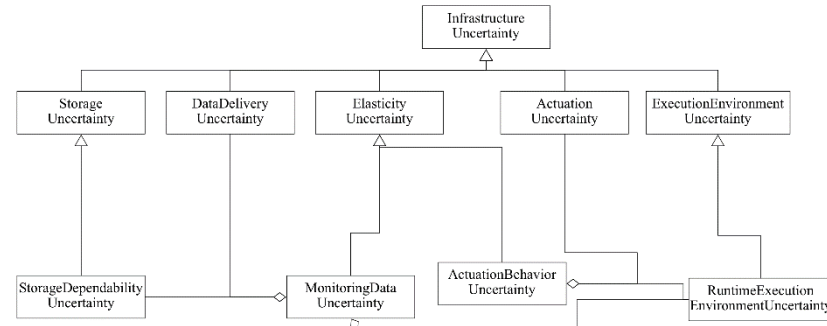 Infrastructure
Uncertainty
Storage
Uncertainty
DataDelivery
Uncertainty
Elasticity
Uncertainty
Actuation
Uncertainty
ExecutionEnvironment
Uncertainty
StorageDependability
Uncertainty
MonitoringData
Uncertainty
ActuationBehavior
Uncertainty
RuntimeExecution
EnvironmentUncertainty